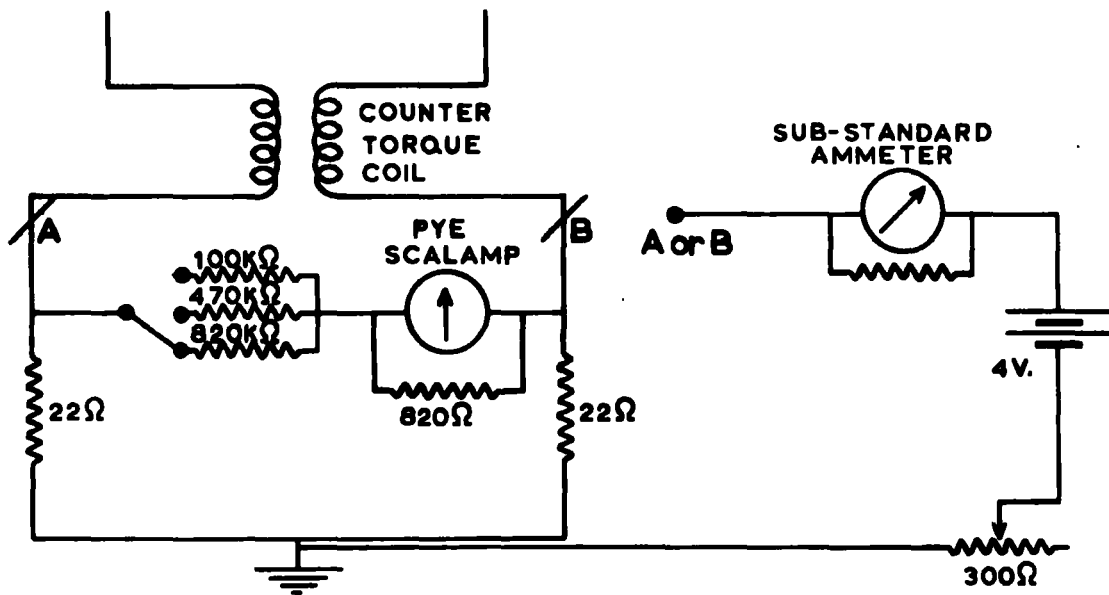 COUNTER
TORQUE
COIL
SUB-STANDARD
AMMETER
A
B
A or B
PYE
SCALAMP
100KΩ
470KΩ
820KΩ
4V.
22Ω
820Ω
22Ω
300Ω